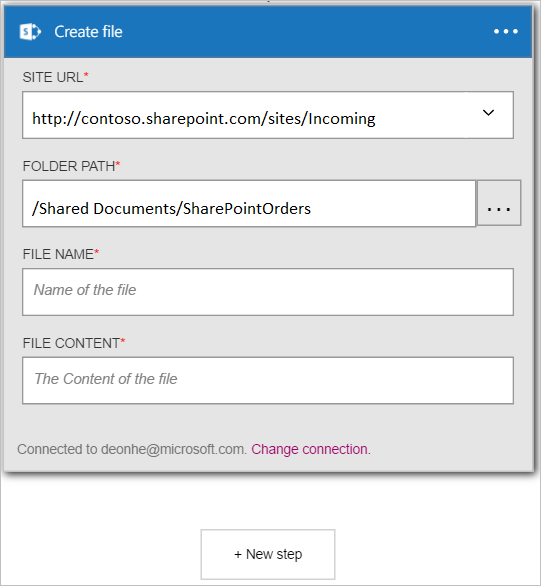 Create file
...
SITE URL*
http://contoso.sharepoint.com/sites/Incoming
FOLDER PATH*
/Shared Documents/SharePointOrders
...
FILE NAME*
Name of the file
FILE CONTENT*
The Content of the file
Connected to deonhe@microsoft.com. Change connection.
+ New step